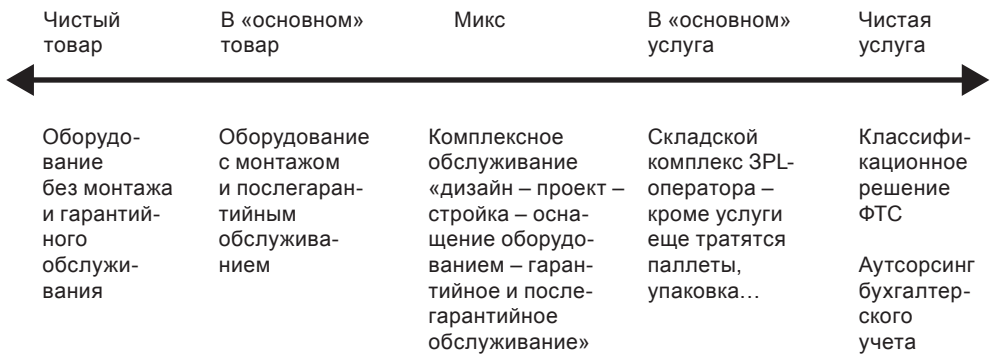 Чистый
товар
В «основном»
товар
Микс
В «основном»
услуга
Чистая
услуга
Оборудо-
вание
без монтажа
и гарантий-
ного
обслужи-
вания
Оборудование
с монтажом
и послегаран-
тийным
обслужива-
нием
Комплексное
обслуживание
«дизайн – проект –
стройка – осна-
щение оборудо-
ванием – гаран-
тийное и после-
гарантийное
обслуживание»
Складской
комплекс 3PL-
оператора –
кроме услуги
еще тратятся
паллеты,
упаковка…
Классифи-
кационное
решение
ФТС
Аутсорсинг
бухгалтер-
ского
учета